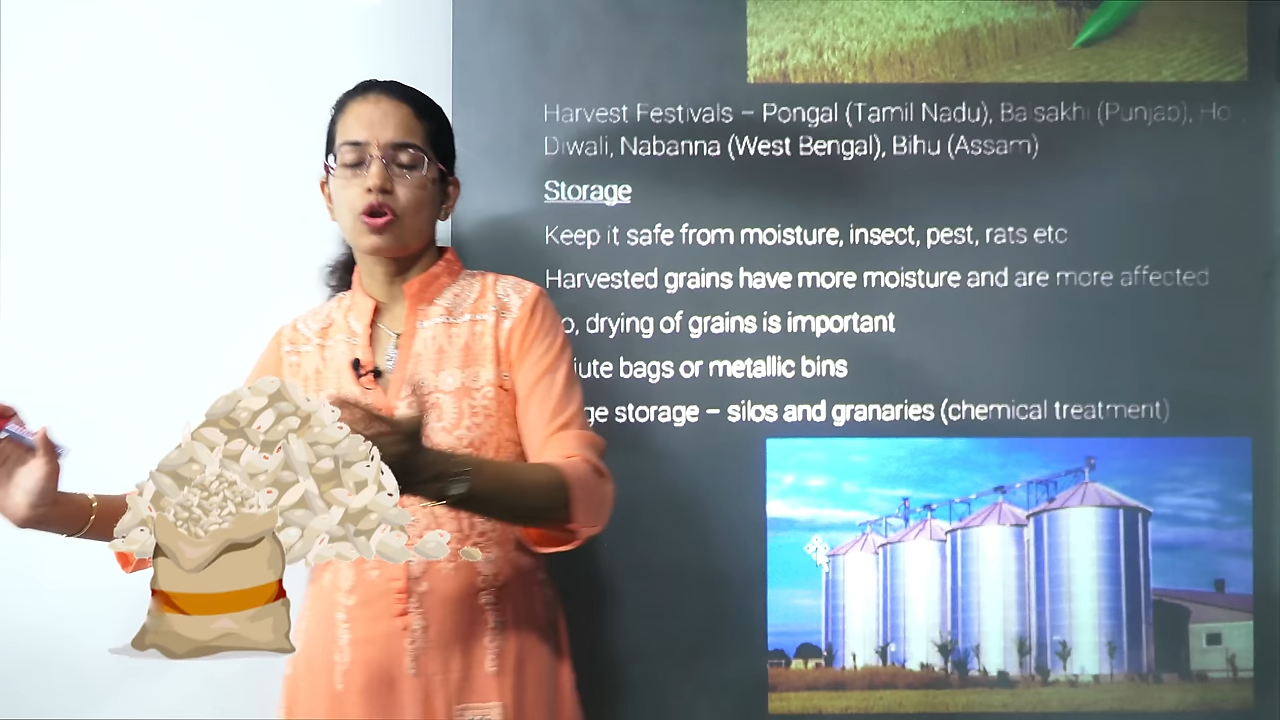 Harvest Festivals – Pongal (Tamil Nadu), Baisakhi (Punjab), Ho
Diwali, Nabanna (West Bengal), Bihu (Assam)
Storage
Keep it safe from moisture, insect, pest, rats etc
Harvested grains have more moisture and are more affected
o, drying of grains is important
jute bags or metallic bins
ge storage – silos and granaries (chemical treatment)